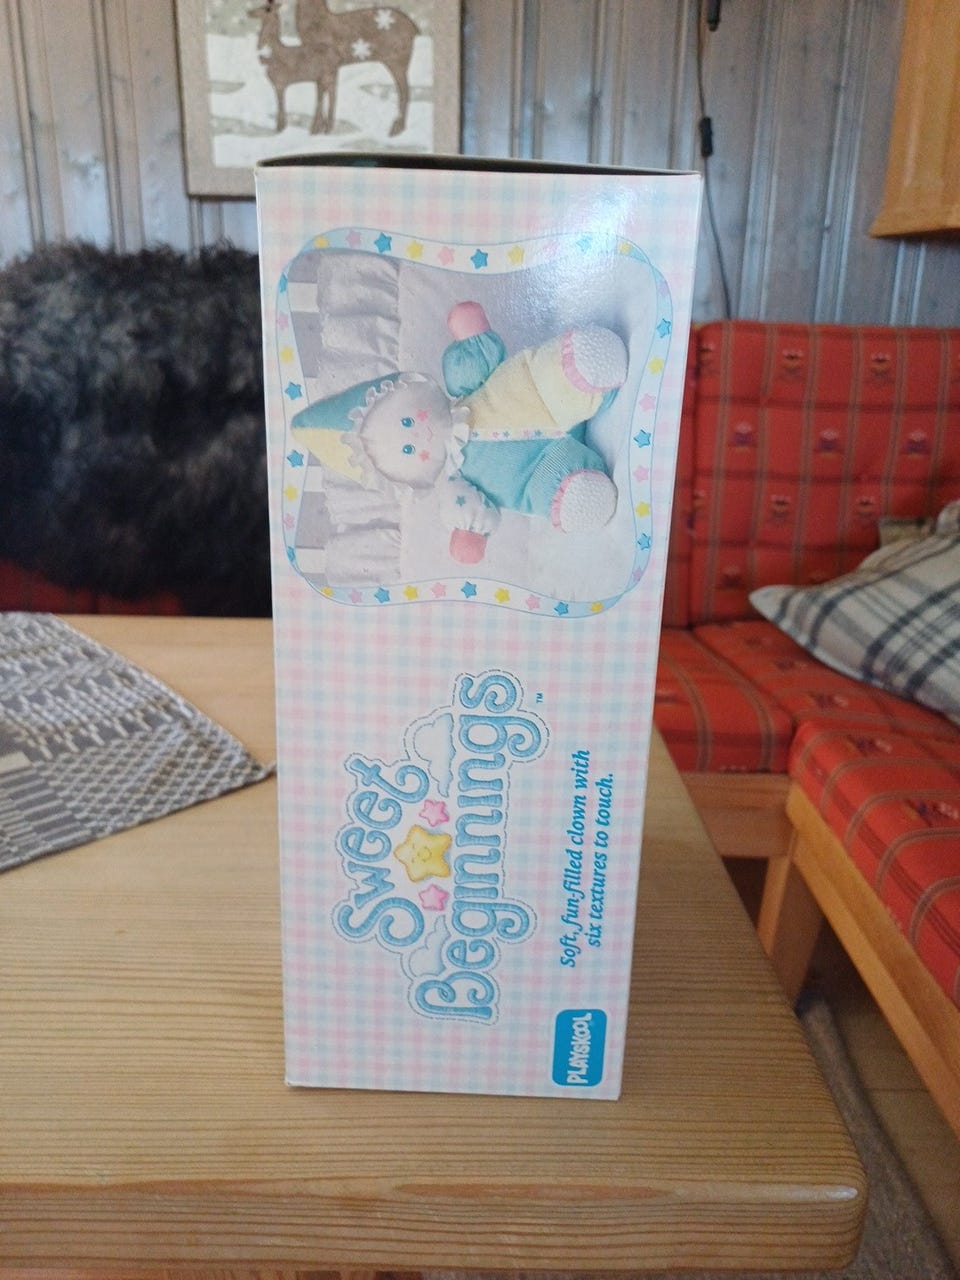 Sweet
Beginnings™
Soft, fun-filled clown with
six textures to touch.
PLAYSKOOL